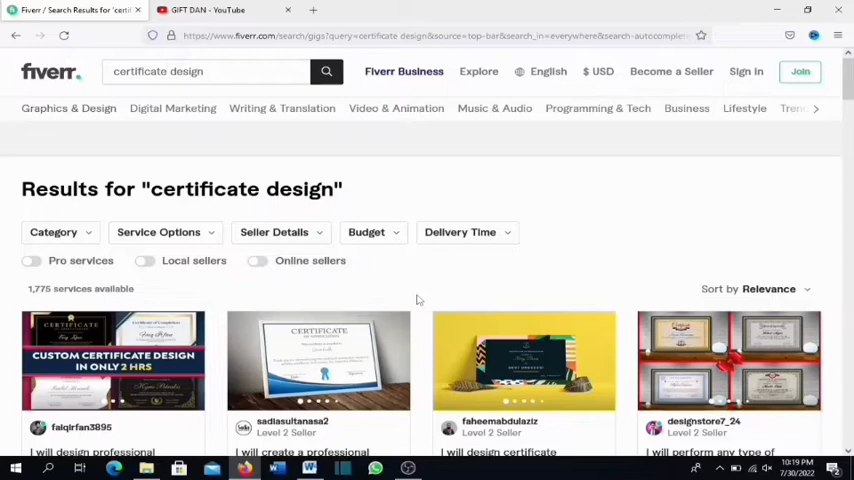 Fiverr / Search Results for 'certif
GIFT DAN - YouTube
https://www.fiverr.com/search/gigs?query=certificate design&source=top-bar&search_in=everywhere&search-autocomplete
fiverr.
certificate design
Fiverr Business
Explore
English
$ USD
Become a Seller
Sign In
Join
Graphics & Design
Digital Marketing
Writing & Translation
Video & Animation
Music & Audio
Programming & Tech
Business
Lifestyle
Tren
Results for "certificate design"
Category
Service Options
Seller Details
Budget
Delivery Time
Pro services
Local sellers
Online sellers
1,775 services available
Sort by Relevance
CUSTOM CERTIFICATE DESIGN
IN ONLY 2 HRS
CERTIFICATE
faiqirfan3895
sadiasultanasa2
Level 2 Seller
faheemabdulaziz
Level 2 Seller
designstore7_24
Level 2 Seller
I will design professional
I will create a professional
I will design certificate
I will perform any type of
W
W
10:19 PM
7/30/2022
2